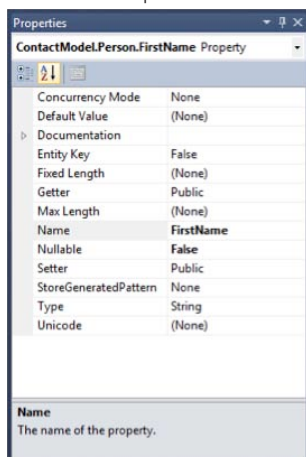 Properties
ContactModel.Person.FirstName Property
Concurrency Mode None
Default Value (None)
Documentation
Entity Key False
Fixed Length (None)
Getter Public
Max Length (None)
Name FirstName
Nullable False
Setter Public
StoreGeneratedPattern None
Type String
Unicode (None)
Name
The name of the property.